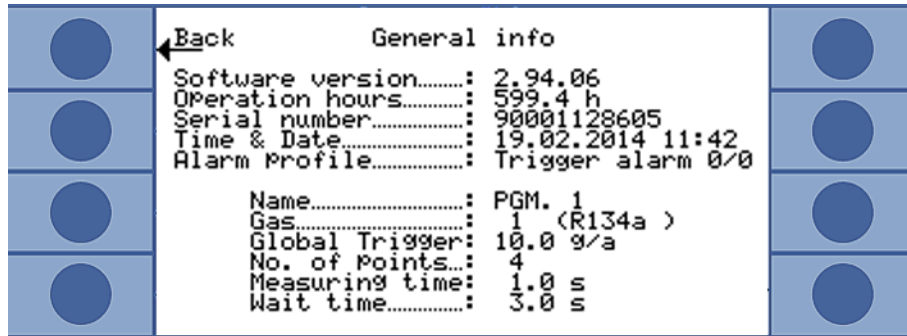 Back General info
Software version........: 2.94.06
Operation hours.........: 599.4 h
Serial number...........: 90001128605
Time & Date.............: 19.02.2014 11:42
Alarm profile...........: Trigger alarm 0/0
Name....................: PGM. 1
Gas.....................: 1 (R134a )
Global Trigger: 10.0 g/a
No. of points...: 4
Measuring time: 1.0 s
Wait time...............: 3.0 s